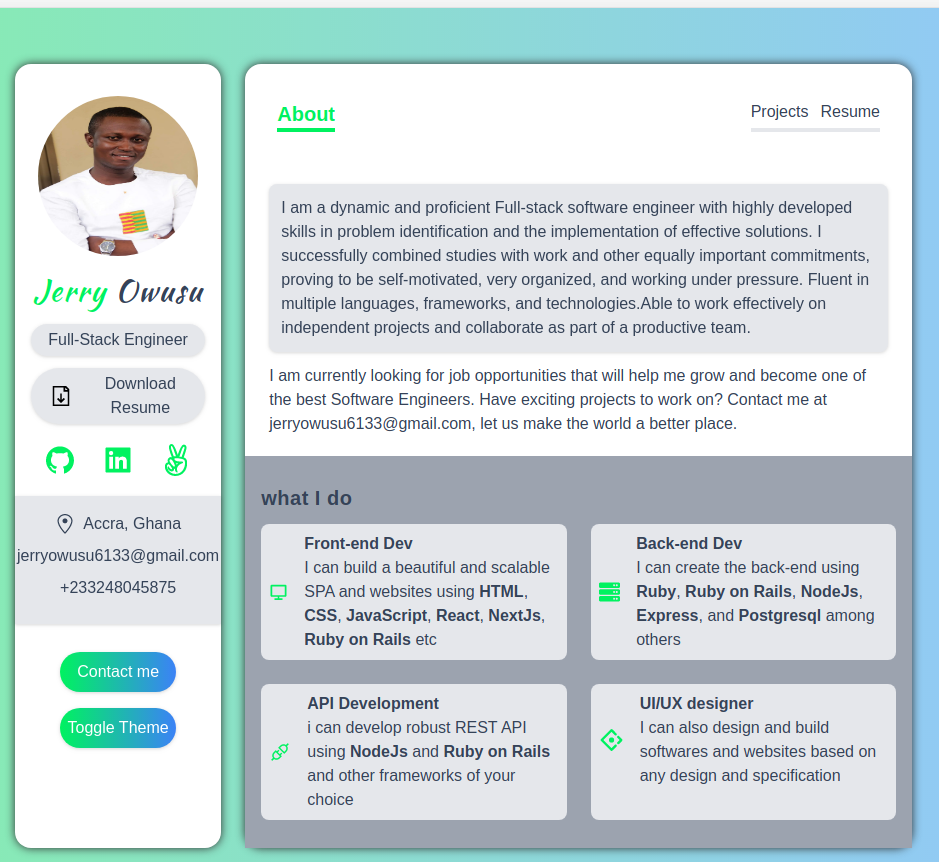 Jerry Owusu
Full-Stack Engineer
Download
Resume
Accra, Ghana
jerryowusu6133@gmail.com
+233248045875
Contact me
Toggle Theme
About
Projects Resume
I am a dynamic and proficient Full-stack software engineer with highly developed
skills in problem identification and the implementation of effective solutions. I
successfully combined studies with work and other equally important commitments,
proving to be self-motivated, very organized, and working under pressure. Fluent in
multiple languages, frameworks, and technologies.Able to work effectively on
independent projects and collaborate as part of a productive team.
I am currently looking for job opportunities that will help me grow and become one of
the best Software Engineers. Have exciting projects to work on? Contact me at
jerryowusu6133@gmail.com, let us make the world a better place.
what I do
Front-end Dev
I can build a beautiful and scalable
SPA and websites using HTML,
CSS, JavaScript, React, NextJs,
Ruby on Rails etc
Back-end Dev
I can create the back-end using
Ruby, Ruby on Rails, NodeJs,
Express, and Postgresql among
others
API Development
i can develop robust REST API
using NodeJs and Ruby on Rails
and other frameworks of your
choice
UI/UX designer
I can also design and build
softwares and websites based on
any design and specification